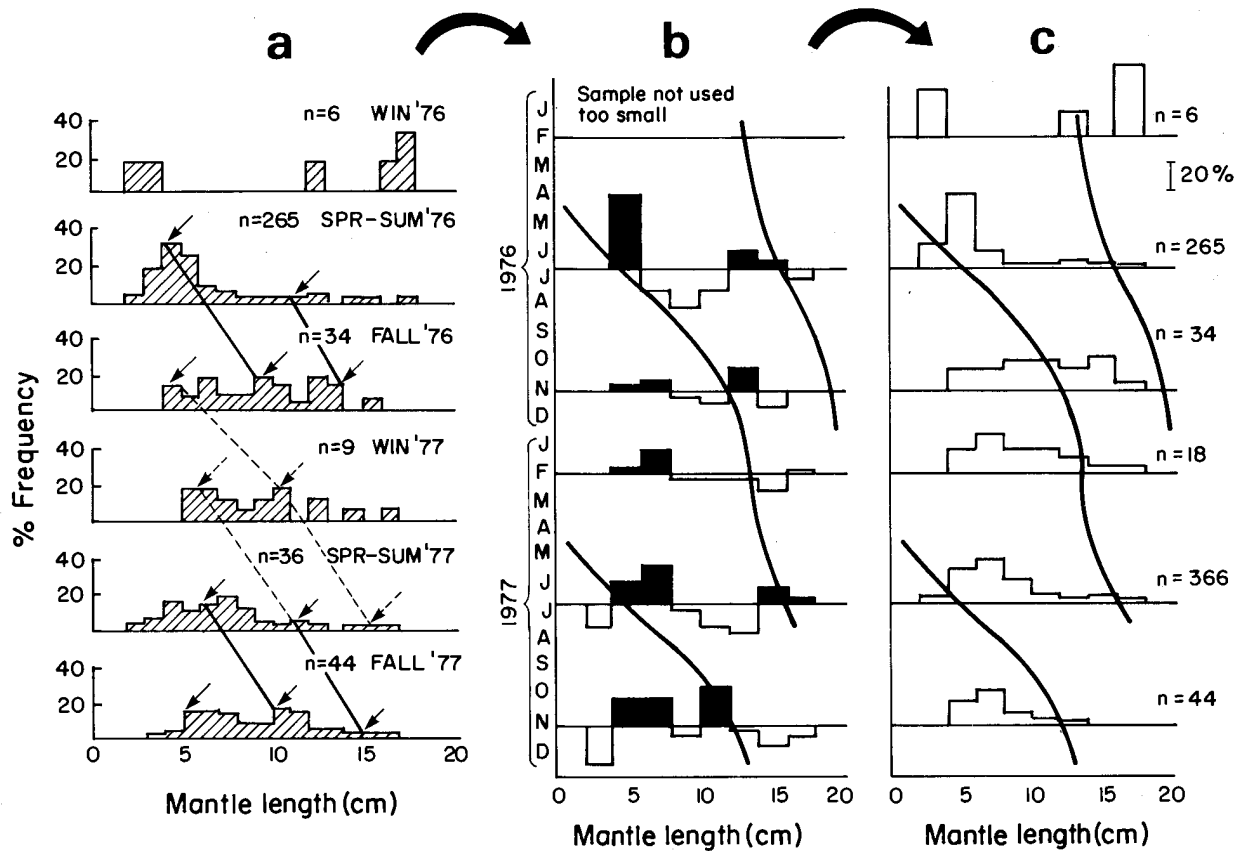 a
b
c
% Frequency
40
20
n=6 WIN '76
40
20
n=265 SPR-SUM '76
40
20
n=34 FALL '76
40
20
n=9 WIN '77
40
20
n=36 SPR-SUM '77
40
20
n=44 FALL '77
0 5 10 15 20
Mantle length (cm)
Sample not used
too small
1976
J
F
M
A
M
J
J
A
S
O
N
D
1977
J
F
M
A
M
J
J
A
S
O
N
D
0 5 10 15 20
Mantle length (cm)
n=6
20%
n=265
n=34
n=18
n=366
n=44
0 5 10 15 20
Mantle length (cm)